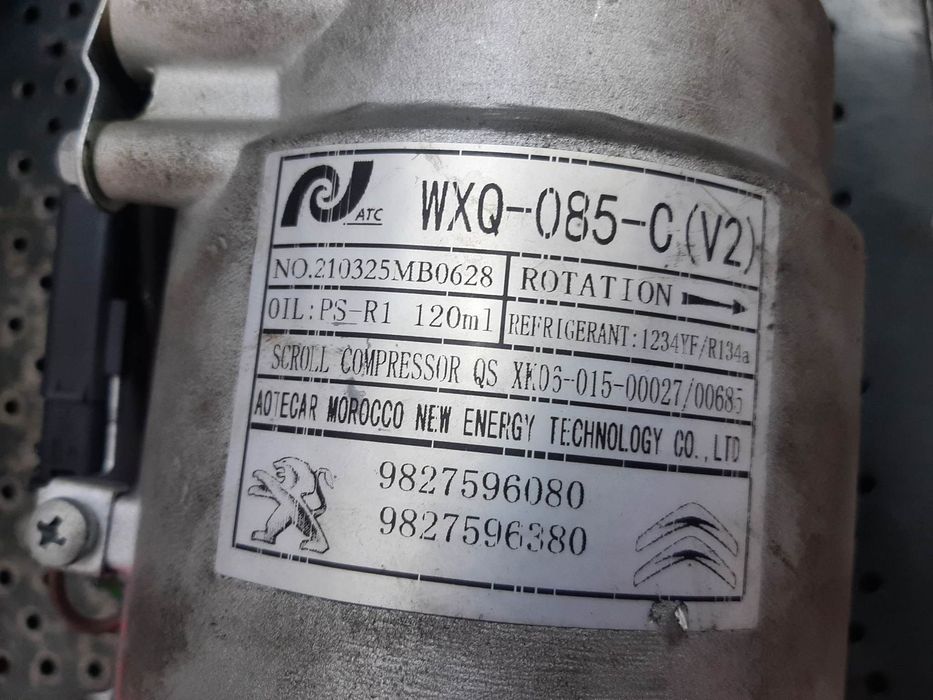 ATC
WXQ-085-C(V2)
NO.210325MB0628
ROTATION
OIL:PS-R1 120ml
REFRIGERANT:1234YF/R134a
SCROLL COMPRESSOR QS XK06-015-00027/00685
AOTECAR MOROCCO NEW ENERGY TECHNOLOGY CO.,LTD
9827596080
9827596380